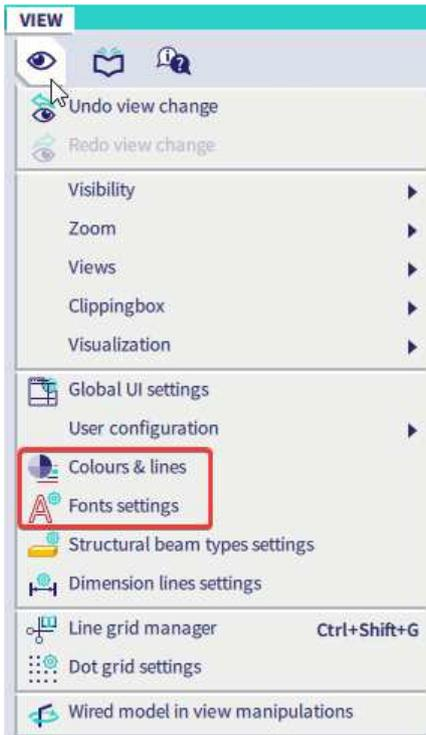 VIEW
Undo view change
Redo view change
Visibility
Zoom
Views
Clippingbox
Visualization
Global UI settings
User configuration
Colours & lines
Fonts settings
Structural beam types settings
Dimension lines settings
Line grid manager Ctrl+Shift+G
Dot grid settings
Wired model in view manipulations